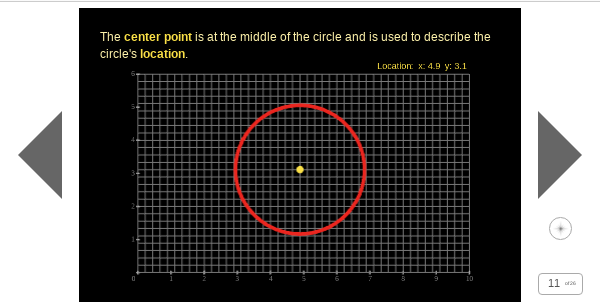 The center point is at the middle of the circle and is used to describe the
circle's location.
Location: x: 4.9 y: 3.1
6
5
4
3
2
1
0 1 2 3 4 5 6 7 8 9 10
11 of 26